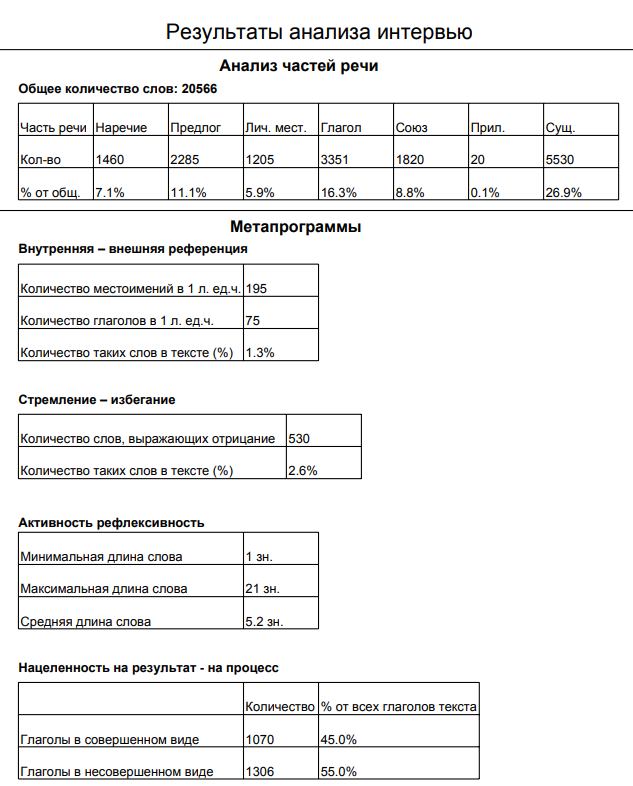 Результаты анализа интервью
Анализ частей речи
Общее количество слов: 20566
Часть речи Наречие Предлог Лич. мест. Глагол Союз Прил. Сущ.
Кол-во 1460 2285 1205 3351 1820 20 5530
% от общ. 7.1% 11.1% 5.9% 16.3% 8.8% 0.1% 26.9%
Метапрограммы
Внутренняя – внешняя референция
Количество местоимений в 1 л. ед.ч. 195
Количество глаголов в 1 л. ед.ч. 75
Количество таких слов в тексте (%) 1.3%
Стремление – избегание
Количество слов, выражающих отрицание 530
Количество таких слов в тексте (%) 2.6%
Активность рефлексивность
Минимальная длина слова 1 зн.
Максимальная длина слова 21 зн.
Средняя длина слова 5.2 зн.
Нацеленность на результат - на процесс
Количество % от всех глаголов текста
Глаголы в совершенном виде 1070 45.0%
Глаголы в несовершенном виде 1306 55.0%